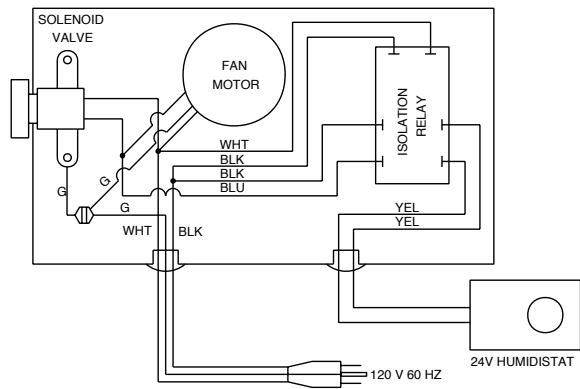 SOLENOID
VALVE
FAN
MOTOR
ISOLATION
RELAY
WHT
BLK
BLK
BLU
G
G
G
WHT
BLK
YEL
YEL
24V HUMIDISTAT
120 V 60 HZ